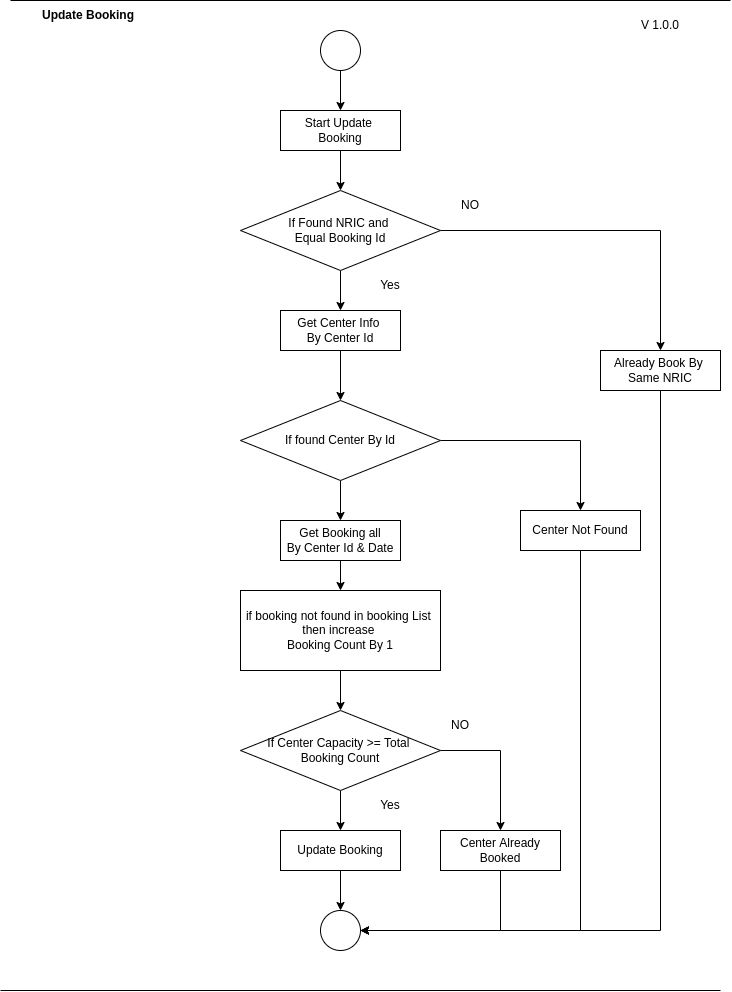 Update Booking
V 1.0.0
Start Update
Booking
NO
If Found NRIC and
Equal Booking Id
Yes
Get Center Info
By Center Id
Already Book By
Same NRIC
If found Center By Id
Get Booking all
By Center Id & Date
Center Not Found
if booking not found in booking List
then increase
Booking Count By 1
NO
If Center Capacity >= Total
Booking Count
Yes
Update Booking
Center Already
Booked